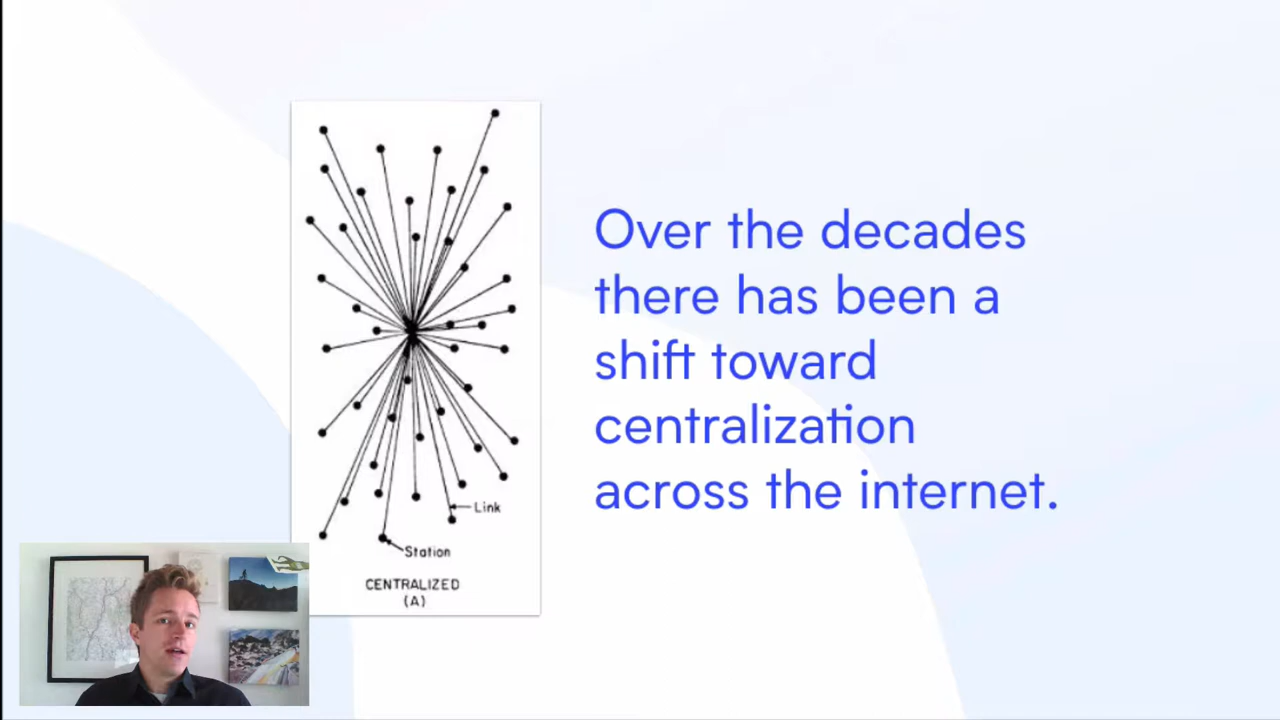 Over the decades
there has been a
shift toward
centralization
across the internet.
Link
Station
CENTRALIZED
(A)